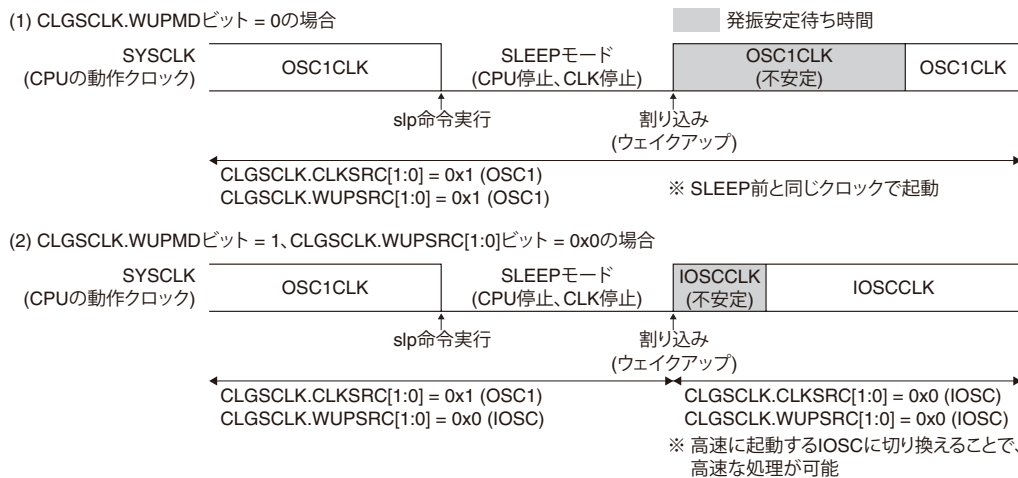 (1) CLGSCLK.WUPMDビット = 0の場合
発振安定待ち時間
SYSCLK
(CPUの動作クロック)
OSC1CLK
SLEEPモード
(CPU停止、CLK停止)
OSC1CLK
(不安定)
OSC1CLK
slp命令実行
割り込み
(ウェイクアップ)
CLGSCLK.CLKSRC[1:0] = 0x1 (OSC1)
CLGSCLK.WUPSRC[1:0] = 0x1 (OSC1)
※ SLEEP前と同じクロックで起動
(2) CLGSCLK.WUPMDビット = 1、CLGSCLK.WUPSRC[1:0]ビット = 0x0の場合
SYSCLK
(CPUの動作クロック)
OSC1CLK
SLEEPモード
(CPU停止、CLK停止)
IOSCCLK
(不安定)
IOSCCLK
slp命令実行
割り込み
(ウェイクアップ)
CLGSCLK.CLKSRC[1:0] = 0x1 (OSC1)
CLGSCLK.WUPSRC[1:0] = 0x0 (IOSC)
CLGSCLK.CLKSRC[1:0] = 0x0 (IOSC)
CLGSCLK.WUPSRC[1:0] = 0x0 (IOSC)
※ 高速に起動するIOSCに切り換えることで、
高速な処理が可能